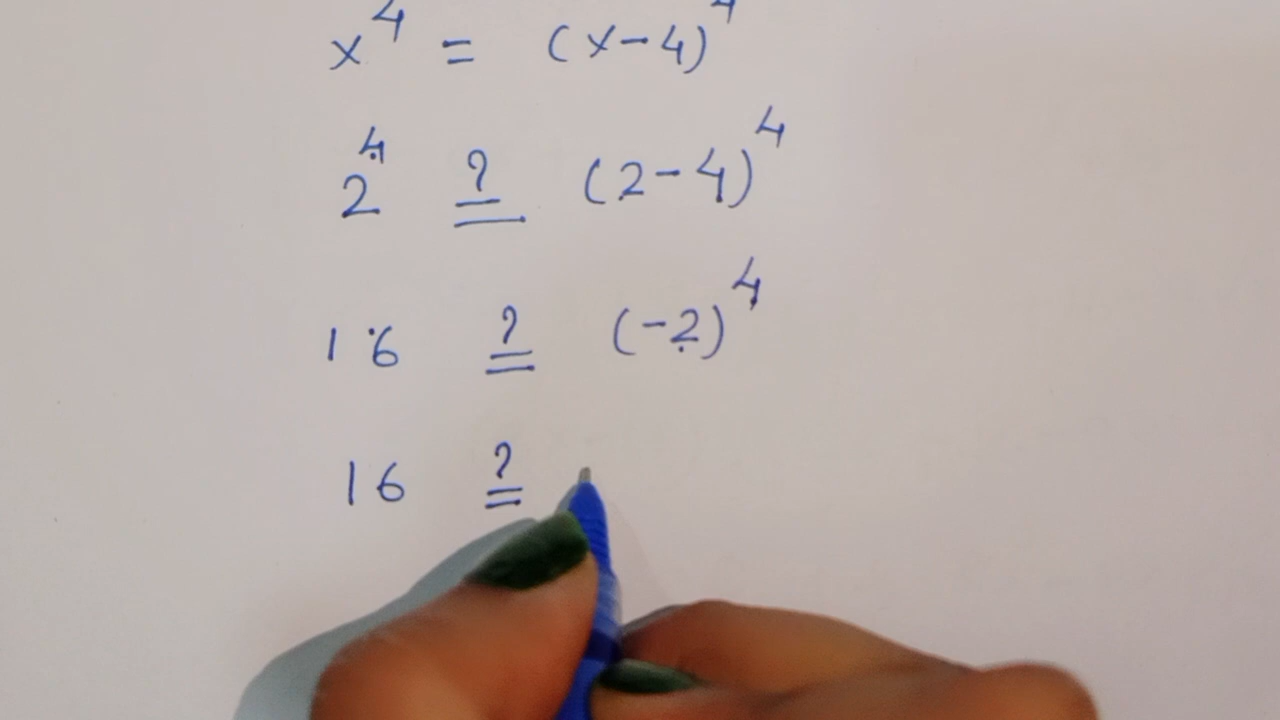 x⁴ = (x-4)⁴
2⁴ ≟ (2-4)⁴
16 ≟ (-2)⁴
16 ≟